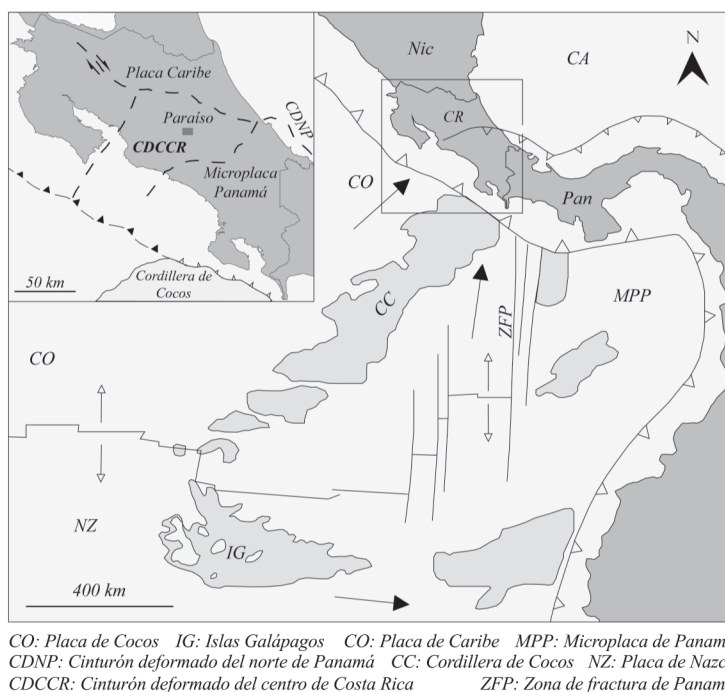 Nic
CA
N
Placa Caribe
CR
Paraíso
CDNP
CDCCR
Microplaca
Panamá
CO
Pan
50 km
Cordillera de
Cocos
CC
ZFP
MPP
CO
NZ
IG
400 km
CO: Placa de Cocos IG: Islas Galápagos CO: Placa de Caribe MPP: Microplaca de Panam
CDNP: Cinturón deformado del norte de Panamá CC: Cordillera de Cocos NZ: Placa de Nazc
CDCCR: Cinturón deformado del centro de Costa Rica ZFP: Zona de fractura de Panam